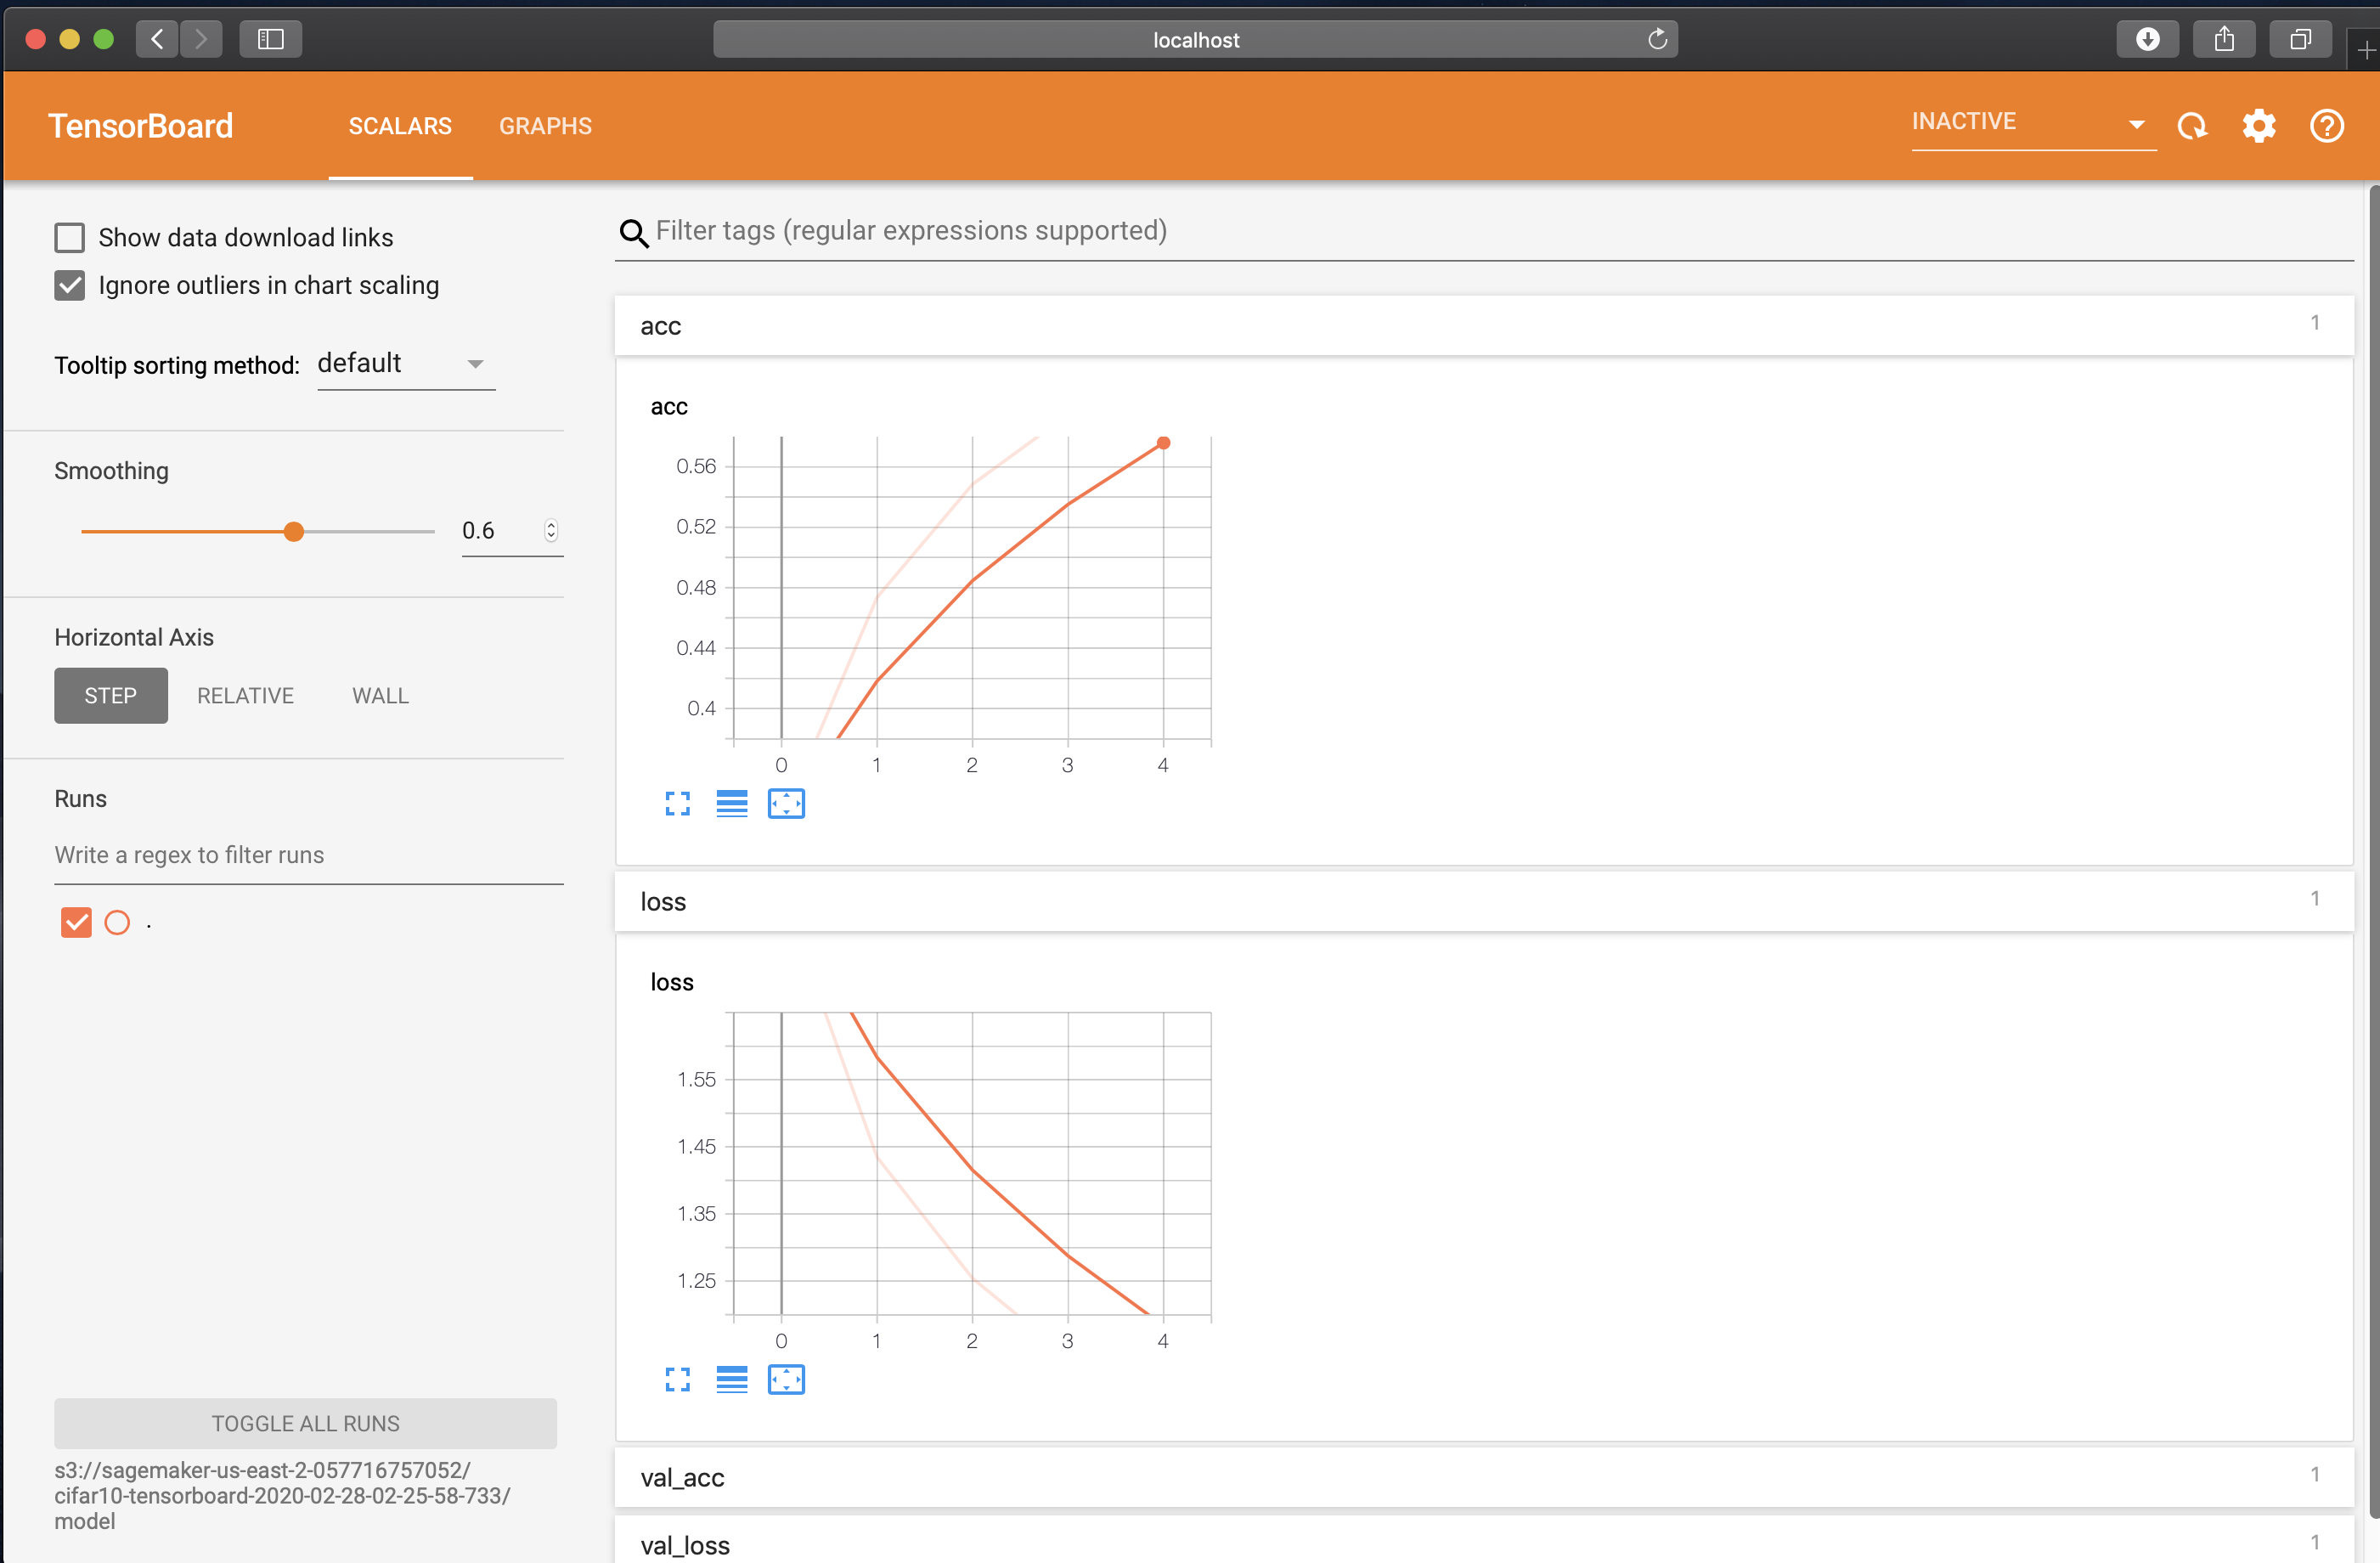 localhost
TensorBoard
SCALARS
GRAPHS
INACTIVE
Show data download links
Ignore outliers in chart scaling
Tooltip sorting method: default
Smoothing
0.6
Horizontal Axis
STEP
RELATIVE
WALL
Runs
Write a regex to filter runs
.
TOGGLE ALL RUNS
s3://sagemaker-us-east-2-057716757052/
cifar10-tensorboard-2020-02-28-02-25-58-733/
model
Filter tags (regular expressions supported)
acc
1
acc
0.56
0.52
0.48
0.44
0.4
0 1 2 3 4
loss
1
loss
1.55
1.45
1.35
1.25
0 1 2 3 4
val_acc
1
val_loss
1